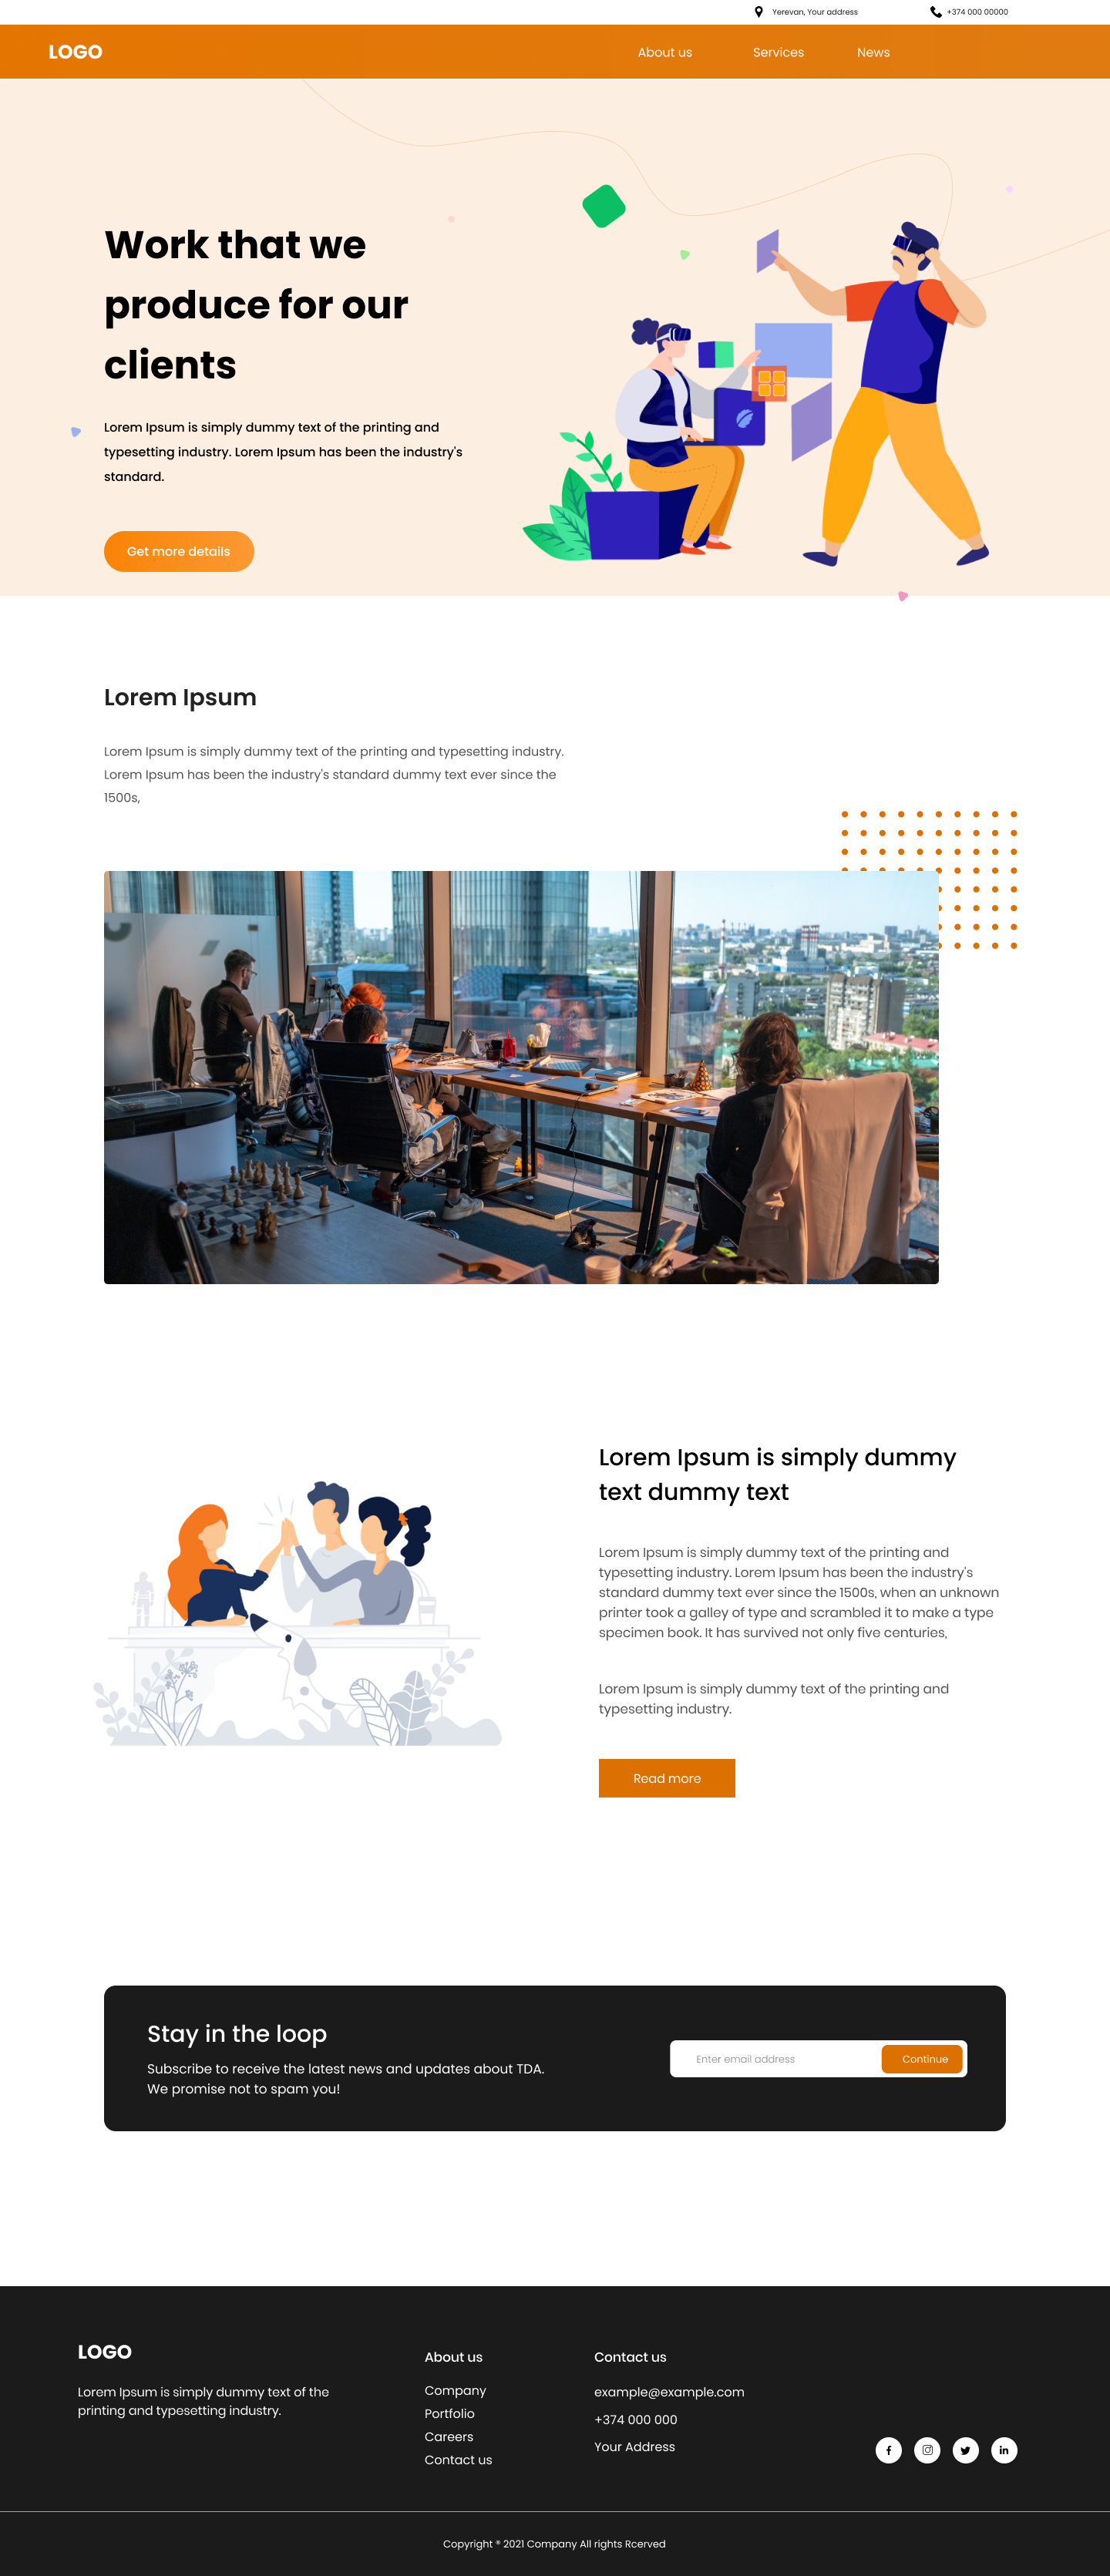 Yerevan, Your address
+374 000 00000
LOGO
About us
Services
News
Work that we
produce for our
clients
Lorem Ipsum is simply dummy text of the printing and
typesetting industry. Lorem Ipsum has been the industry's
standard.
Get more details
Lorem Ipsum
Lorem Ipsum is simply dummy text of the printing and typesetting industry.
Lorem Ipsum has been the industry's standard dummy text ever since the
1500s,
Lorem Ipsum is simply dummy
text dummy text
Lorem Ipsum is simply dummy text of the printing and
typesetting industry. Lorem Ipsum has been the industry's
standard dummy text ever since the 1500s, when an unknown
printer took a galley of type and scrambled it to make a type
specimen book. It has survived not only five centuries,
Lorem Ipsum is simply dummy text of the printing and
typesetting industry.
Read more
Stay in the loop
Subscribe to receive the latest news and updates about TDA.
We promise not to spam you!
Enter email address
Continue
LOGO
Lorem Ipsum is simply dummy text of the
printing and typesetting industry.
About us
Company
Portfolio
Careers
Contact us
Contact us
example@example.com
+374 000 000
Your Address
Copyright ® 2021 Company All rights Rcerved